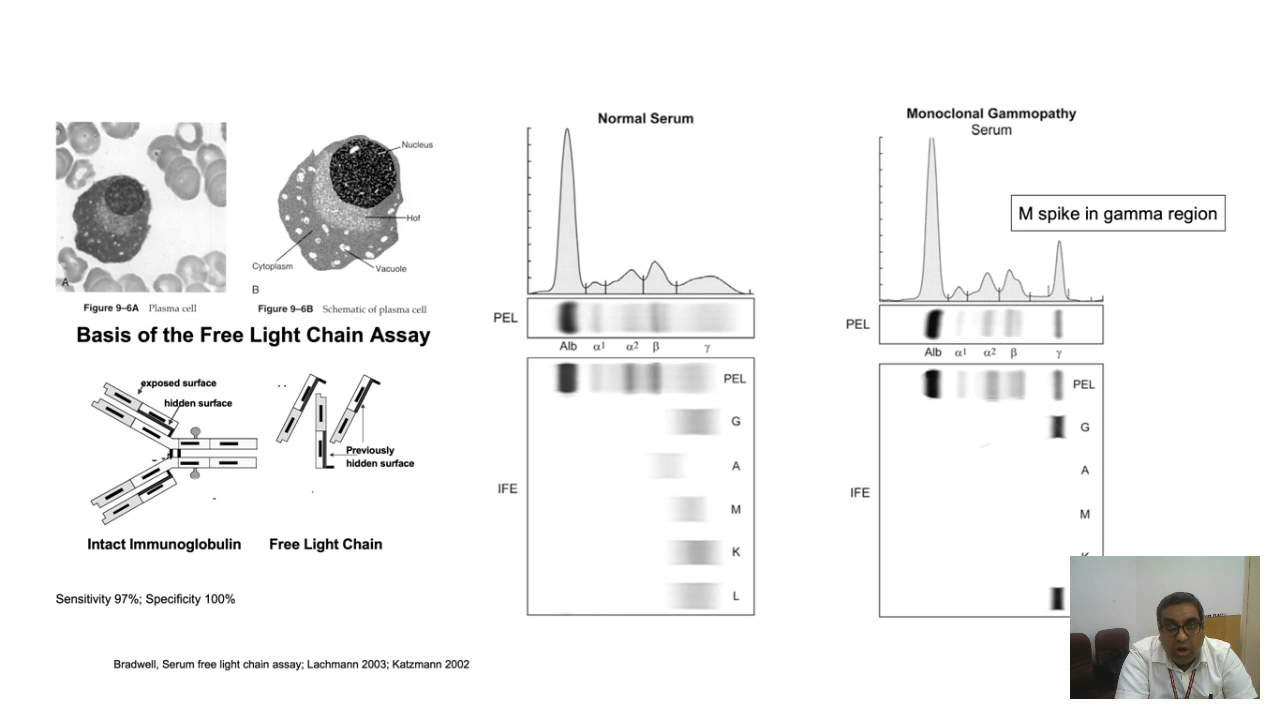 A
Figure 9–6A Plasma cell
Nucleus
Hof
Cytoplasm
Vacuole
B
Figure 9–6B Schematic of plasma cell
Basis of the Free Light Chain Assay
exposed surface
hidden surface
Previously
hidden surface
Intact Immunoglobulin
Free Light Chain
Sensitivity 97%; Specificity 100%
Bradwell, Serum free light chain assay; Lachmann 2003; Katzmann 2002
Normal Serum
PEL
Alb α1 α2 β γ
PEL
G
A
IFE
M
K
L
Monoclonal Gammopathy
Serum
M spike in gamma region
PEL
Alb α1 α2 β γ
PEL
G
A
IFE
M